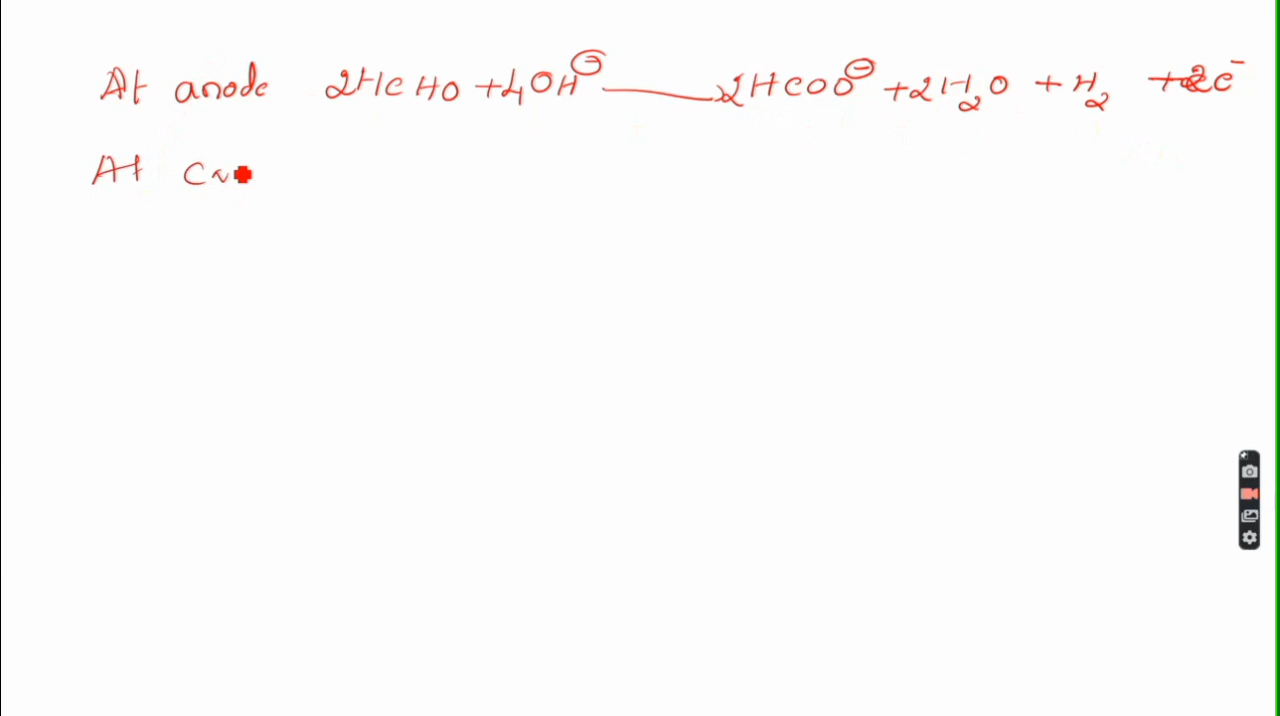 At anode 2HCHO + 4OH⊖ → 2HCOO⊖ + 2H₂O + H₂ + 2e⁻
At Ca